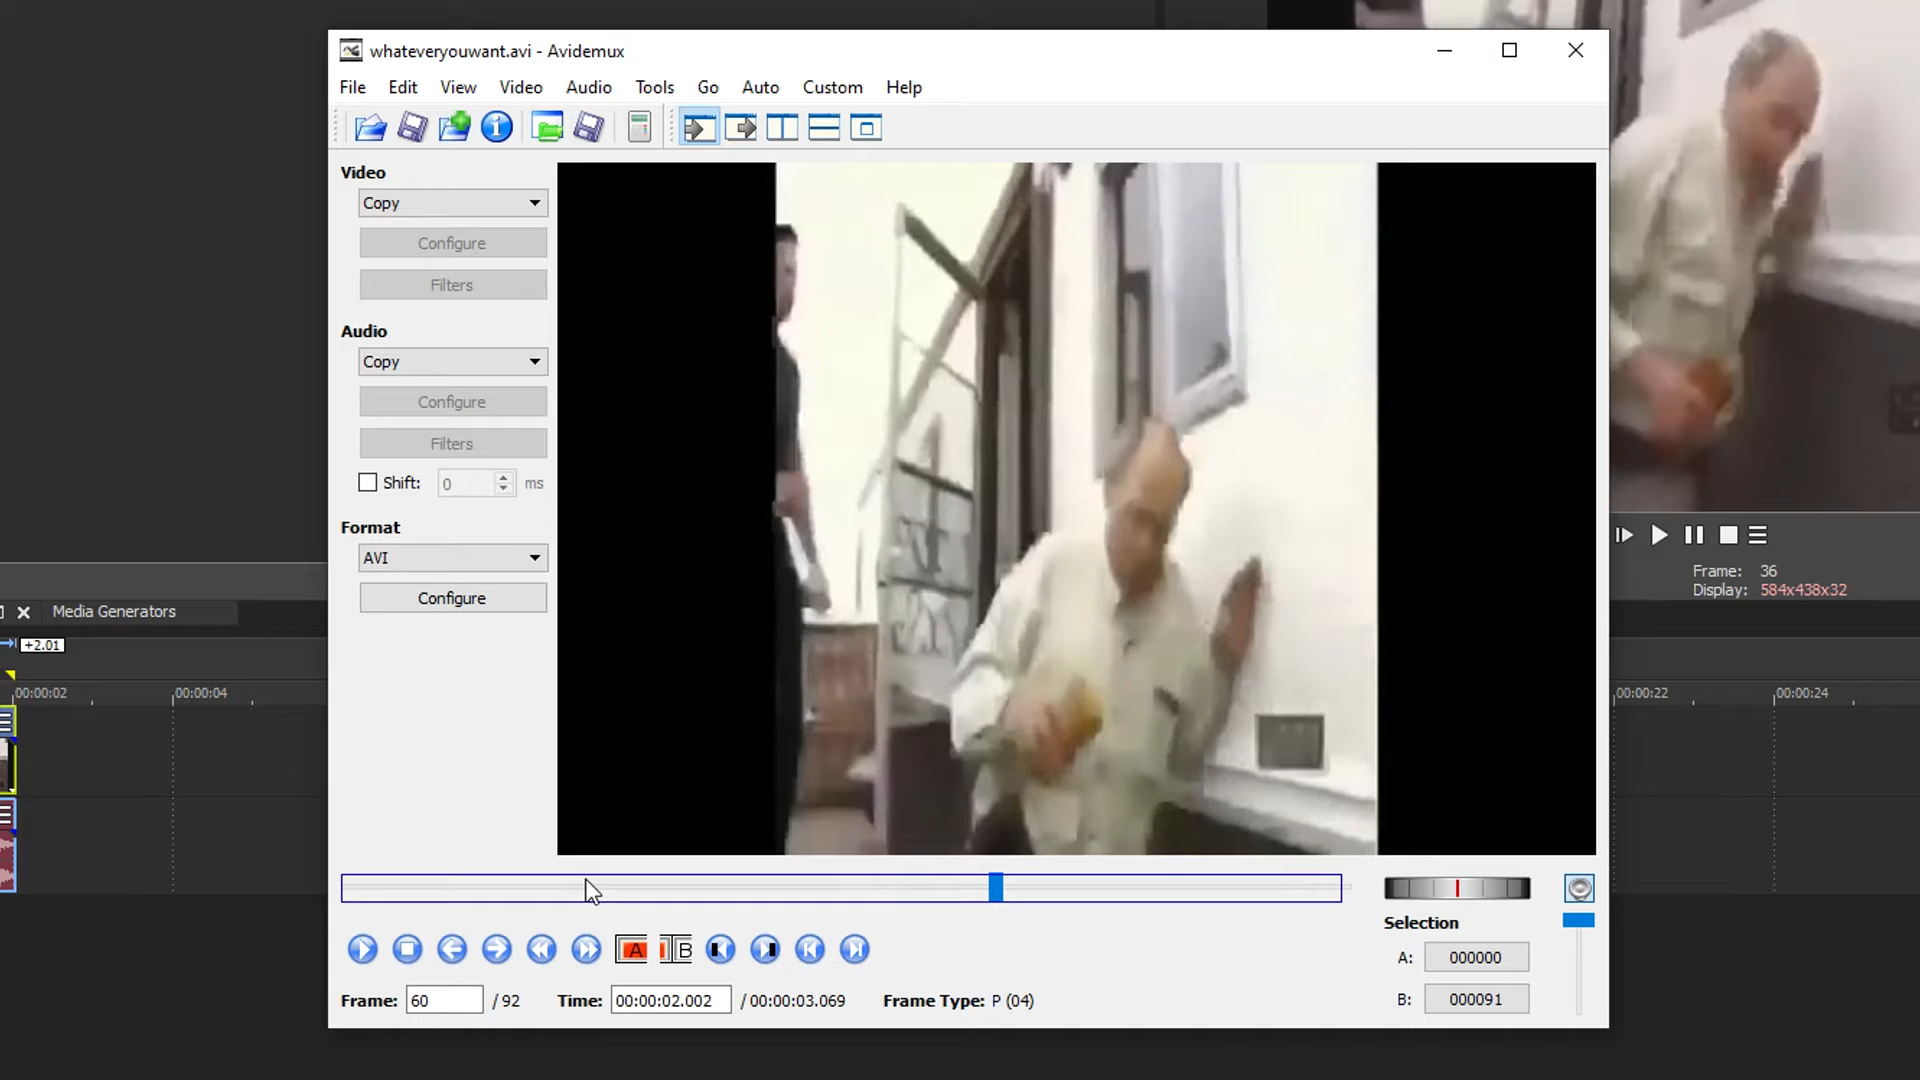 whateveryouwant.avi - Avidemux
File Edit View Video Audio Tools Go Auto Custom Help
Video
Copy
Configure
Filters
Audio
Copy
Configure
Filters
Shift: 0 ms
Format
AVI
Configure
Frame: 36
Display: 584x438x32
Media Generators
+2.01
00:00:02 00:00:04 00:00:22 00:00:24
Selection
A B
A: 000000
B: 000091
Frame: 60 / 92 Time: 00:00:02.002 / 00:00:03.069 Frame Type: P (04)